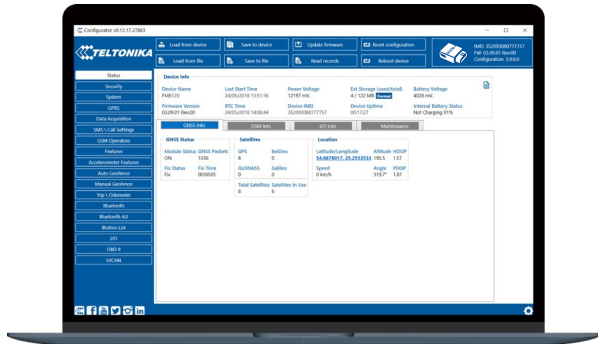 Configurator v0.13.17.27883
TELTONIKA
Load from device
Save to device
Update firmware
Reset configuration
Load from file
Save to file
Read records
Reboot device
IMEI 352093080777757
FW 03.09.01 Rev:00
Configuration 3.9.0.0
Status
Security
System
GPRS
Data Acquisition
SMS \ Call Settings
GSM Operators
Features
Accelerometer Features
Auto Geofence
Manual Geofence
Trip \ Odometer
Bluetooth
Bluetooth 4.0
iButton List
I/O
OBD II
LVCAN
Device Info
Device Name
FMB120
Last Start Time
24/05/2018 13:51:16
Power Voltage
12197 mV.
Ext Storage (used/total)
4 / 122 MB Format
Battery Voltage
4028 mV.
Firmware Version
03.09.01 Rev:00
RTC Time
24/05/2018 14:08:44
Device IMEI
352093080777757
Device Uptime
00:17:27
Internal Battery Status
Not Charging 91%
GNSS Info
GSM Info
I/O Info
Maintenance
GNSS Status
Module Status GNSS Packets
ON 1036
Fix Status Fix Time
Fix 00:00:05
Satellites
GPS BeiDou
8 0
GLONASS Galileo
0 0
Total Satellites Satellites In Use
8 6
Location
Latitude/Longitude Altitude HDOP
54.6678017, 25.2553533 195.5 1.57
Speed Angle PDOP
0 km/h 319.7° 1.81